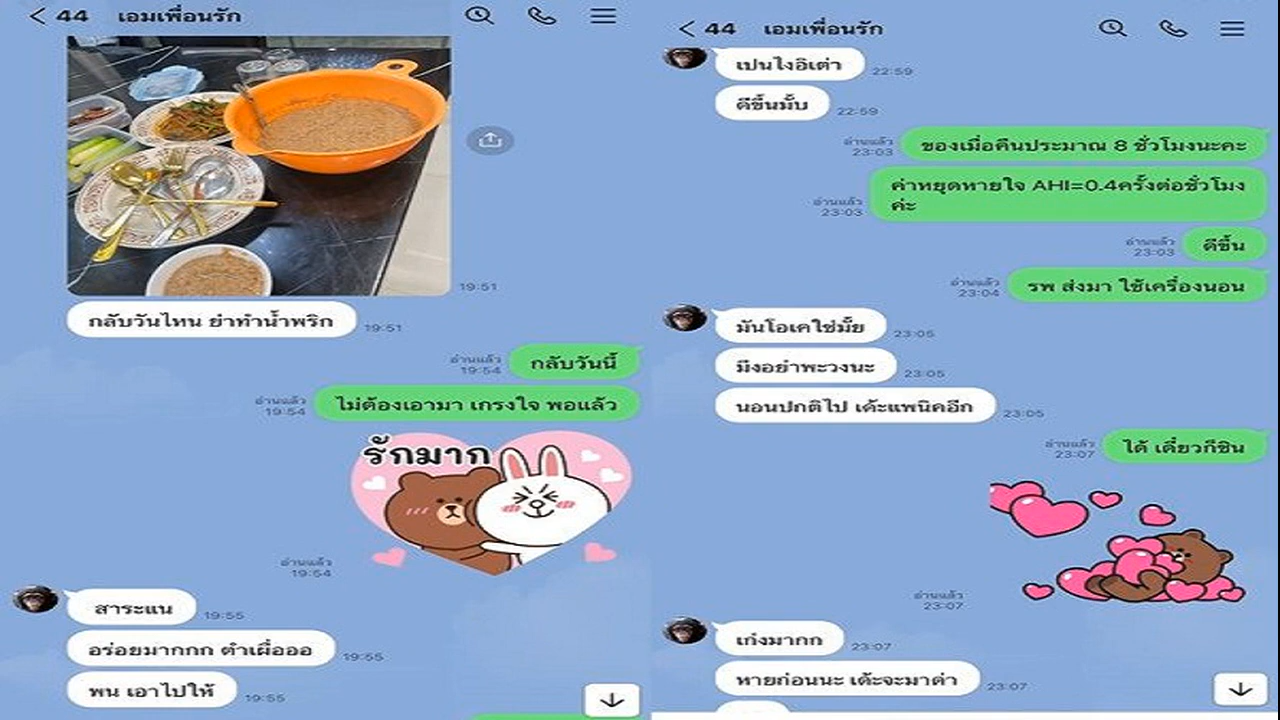 44 เอมเพื่อนรัก
19:51
กลับวันไหน ย่าทำน้ำพริก
19:51
อ่านแล้ว
19:54
กลับวันนี้
อ่านแล้ว
19:54
ไม่ต้องเอามา เกรงใจ พอแล้ว
รักมาก
อ่านแล้ว
19:54
สาระแน
19:55
อร่อยมากกก ตำเผื่อออ
19:55
พน เอาไปให้
19:55
44 เอมเพื่อนรัก
เปนไงอิเต่า
22:59
ดีขึ้นมั้บ
22:59
อ่านแล้ว
23:03
ของเมื่อคืนประมาณ 8 ชั่วโมงนะคะ
อ่านแล้ว
23:03
ค่าหยุดหายใจ AHI=0.4ครั้งต่อชั่วโมง
ค่ะ
อ่านแล้ว
23:03
ดีขึ้น
อ่านแล้ว
23:04
รพ ส่งมา ใช้เครื่องนอน
มันโอเคใช่มั้ย
23:05
มึงอย่าพะวงนะ
23:05
นอนปกติไป เด้ะแพนิคอีก
23:05
อ่านแล้ว
23:07
ได้ เดี๋ยวก็ชิน
อ่านแล้ว
23:07
เก่งมากก
23:07
หายก่อนนะ เด้ะจะมาด่า
23:07